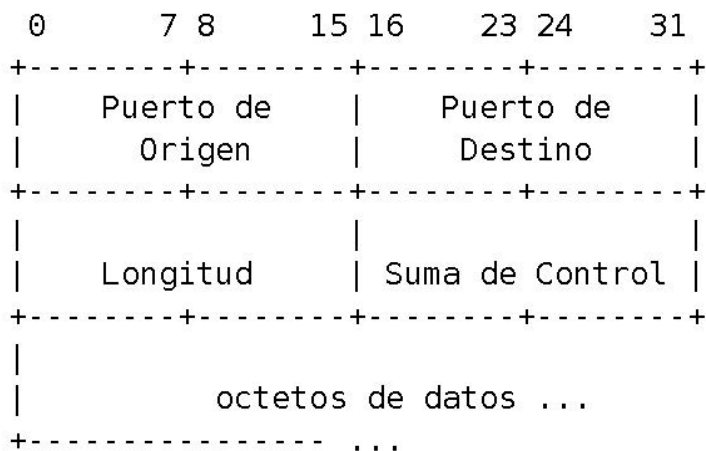 0      7 8     15 16    23 24    31
+--------+--------+--------+--------+
|    Puerto de    |    Puerto de    |
|      Origen     |     Destino     |
+--------+--------+--------+--------+
|                 |                 |
|    Longitud     | Suma de Control |
+--------+--------+--------+--------+
|
|          octetos de datos ...
+---------------- ...